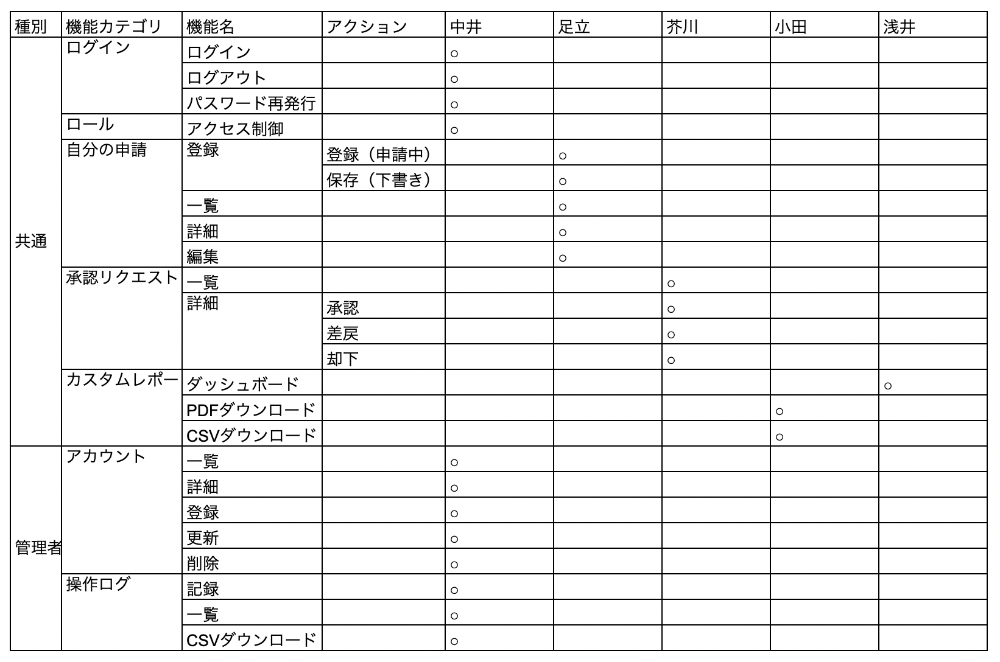 種別 機能カテゴリ 機能名 アクション 中井 足立 芥川 小田 浅井
共通 ログイン ログイン ○
ログアウト ○
パスワード再発行 ○
ロール アクセス制御 ○
自分の申請 登録 登録（申請中） ○
保存（下書き） ○
一覧 ○
詳細 ○
編集 ○
承認リクエスト 一覧 ○
詳細 承認 ○
差戻 ○
却下 ○
カスタムレポー ダッシュボード ○
PDFダウンロード ○
CSVダウンロード ○
管理者 アカウント 一覧 ○
詳細 ○
登録 ○
更新 ○
削除 ○
操作ログ 記録 ○
一覧 ○
CSVダウンロード ○